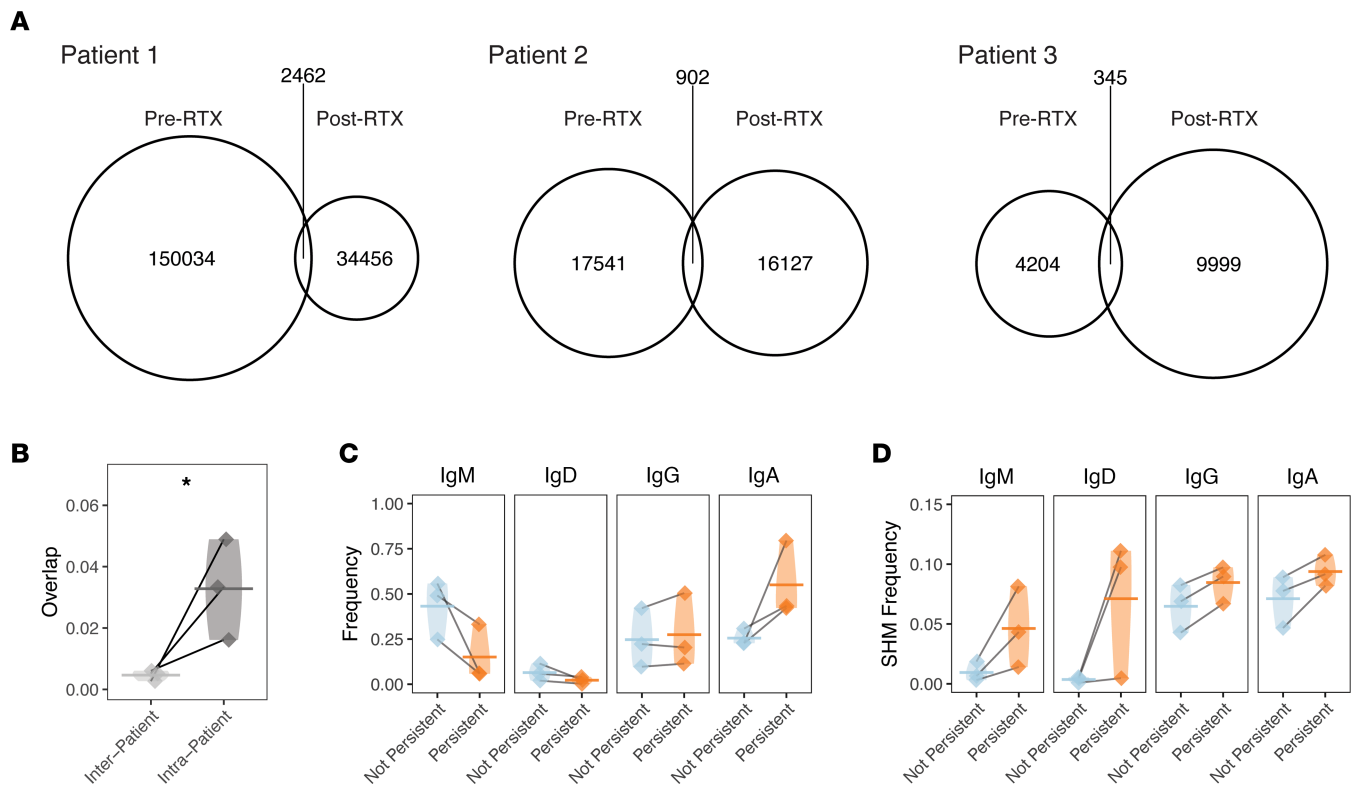 A
Patient 1
Patient 2
Patient 3
2462
902
345
Pre-RTX
Post-RTX
Pre-RTX
Post-RTX
Pre-RTX
Post-RTX
150034
34456
17541
16127
4204
9999
B
*
Overlap
0.06
0.04
0.02
0.00
Inter–Patient
Intra–Patient
C
IgM
IgD
IgG
IgA
Frequency
1.00
0.75
0.50
0.25
0.00
Not Persistent
Persistent
Not Persistent
Persistent
Not Persistent
Persistent
Not Persistent
Persistent
D
IgM
IgD
IgG
IgA
SHM Frequency
0.15
0.10
0.05
0.00
Not Persistent
Persistent
Not Persistent
Persistent
Not Persistent
Persistent
Not Persistent
Persistent